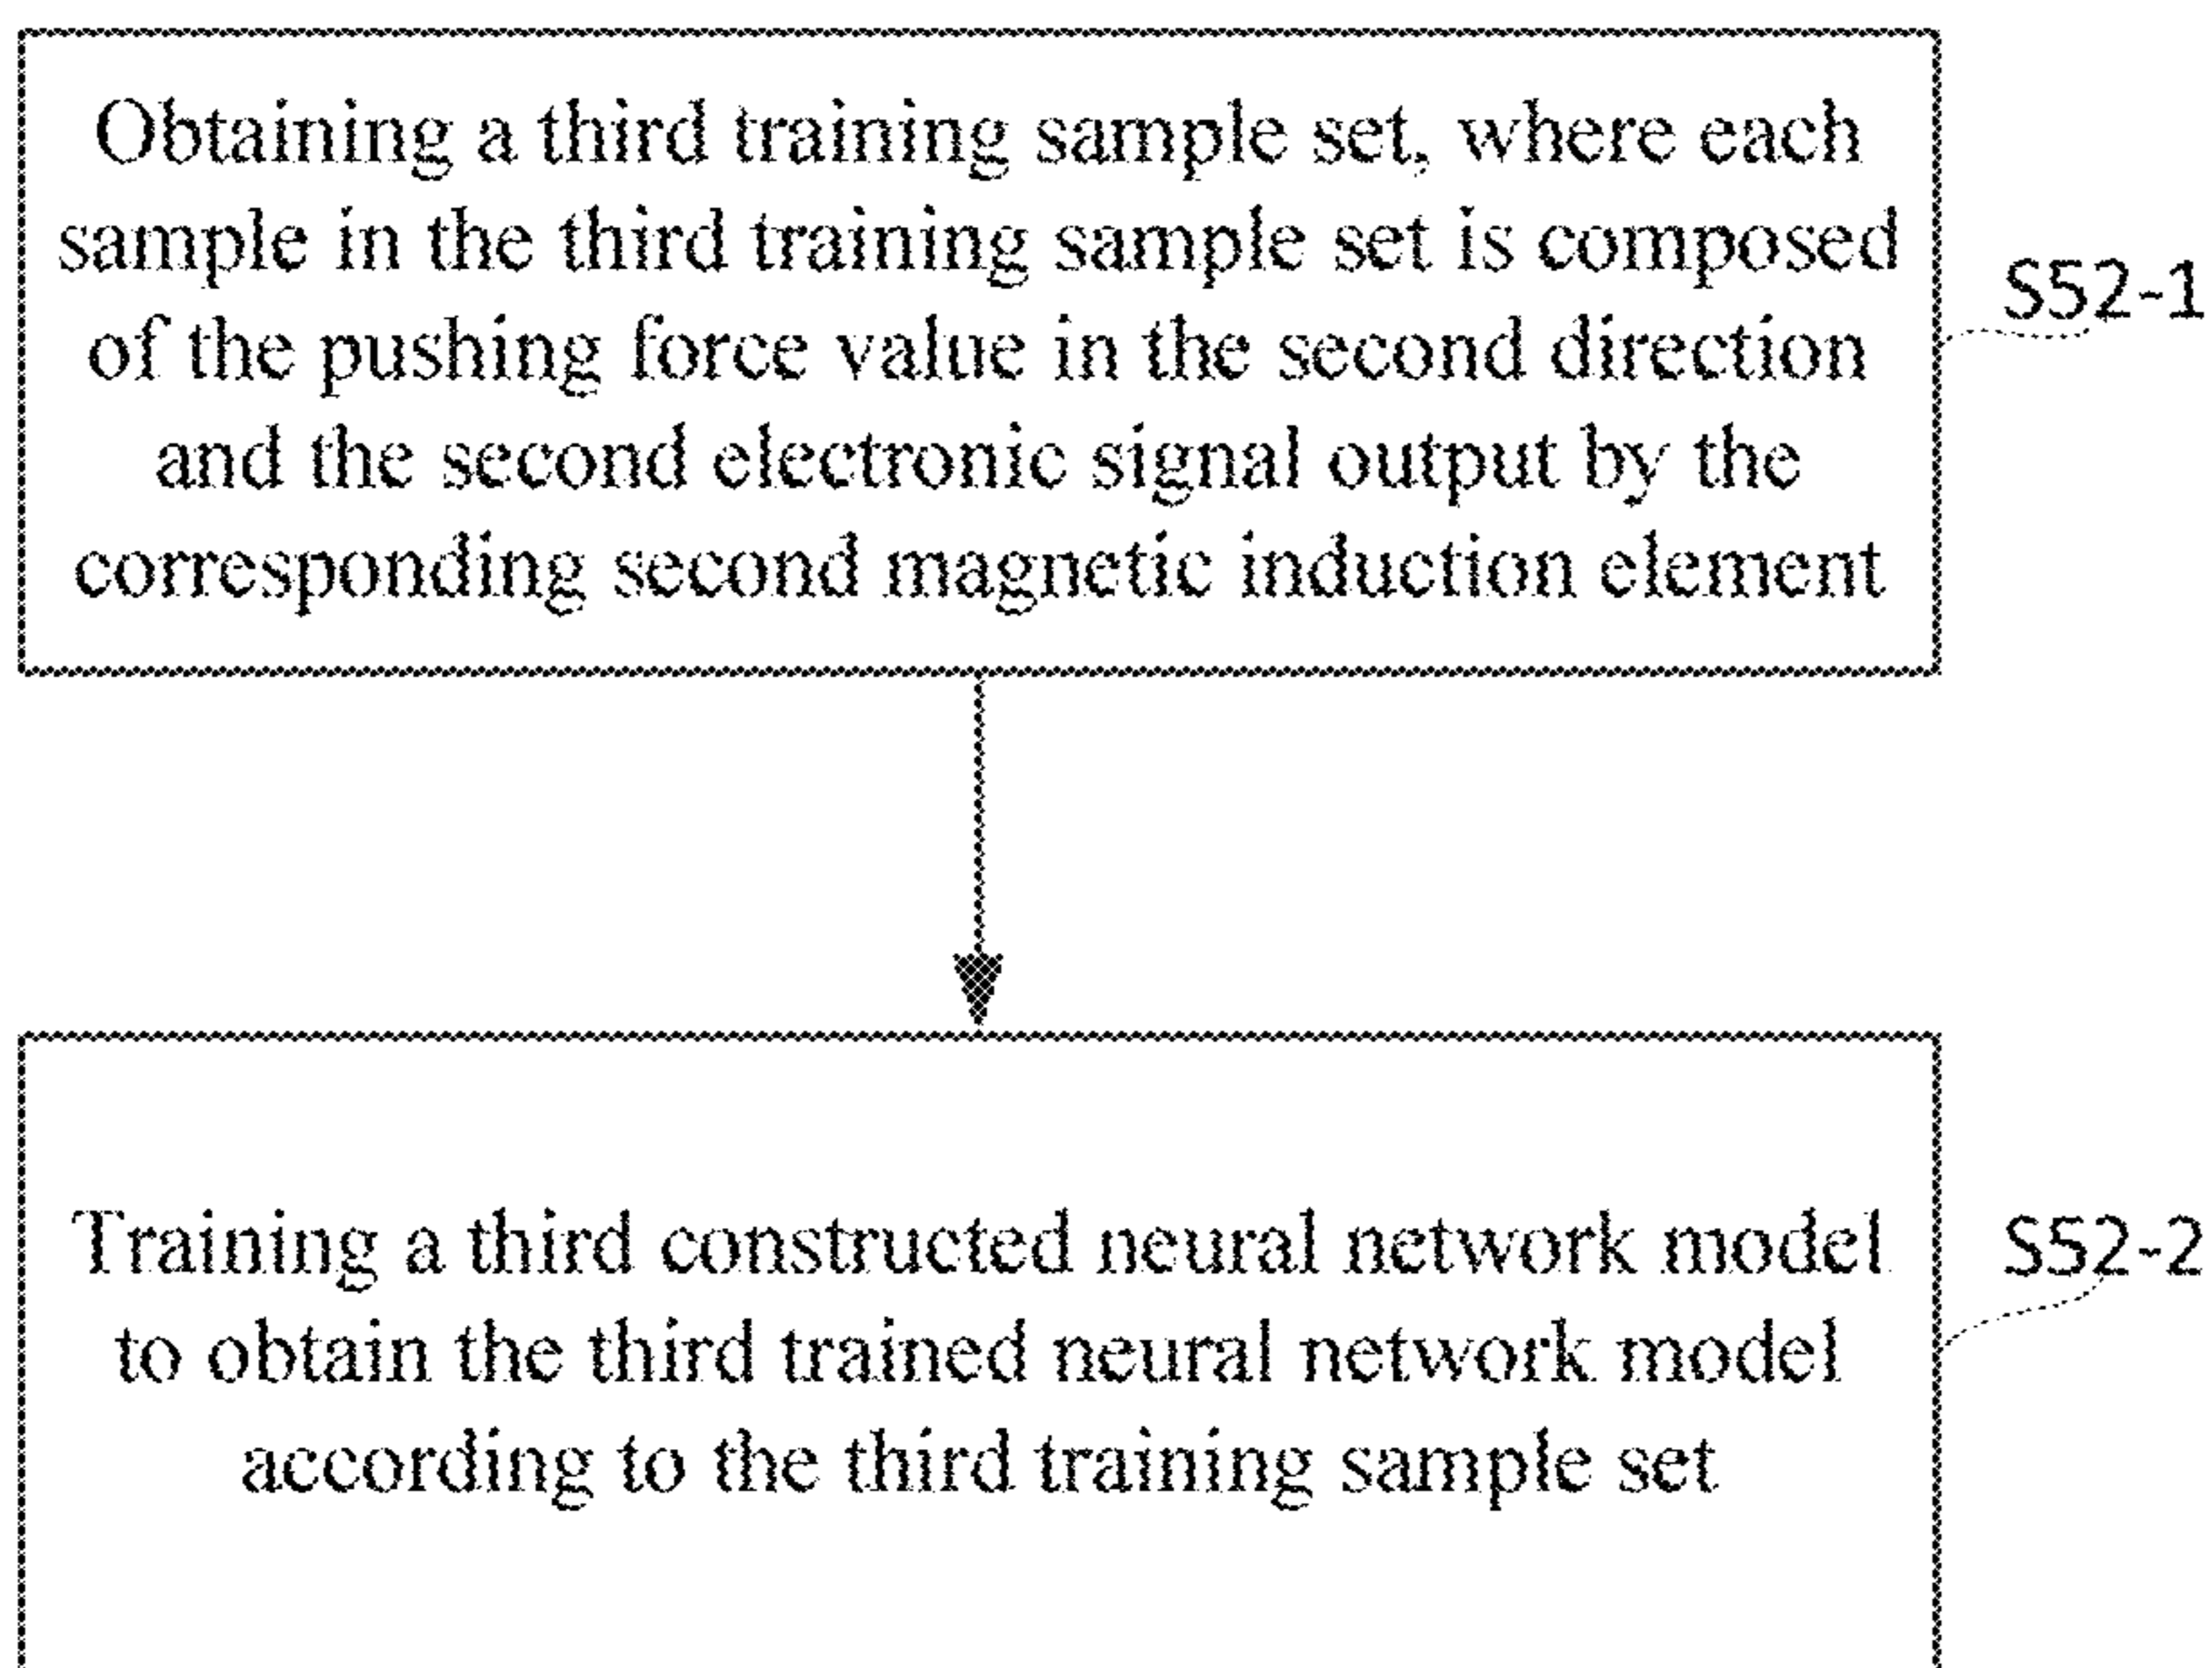 Obtaining a third training sample set, where each
sample in the third training sample set is composed
of the pushing force value in the second direction
and the second electronic signal output by the
corresponding second magnetic induction element
S52-1
Training a third constructed neural network model
to obtain the third trained neural network model
according to the third training sample set
S52-2